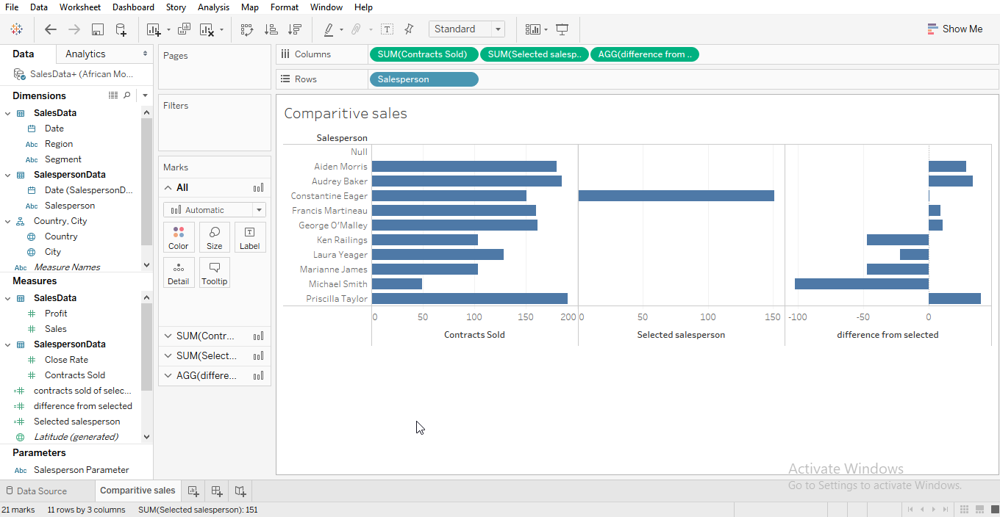 File Data Worksheet Dashboard Story Analysis Map Format Window Help
Standard
Show Me
Data Analytics
SalesData+ (African Mo...
Dimensions
SalesData
Date
Abc Region
Abc Segment
SalespersonData
Date (SalespersonD...
Abc Salesperson
Country, City
Country
City
Abc Measure Names
Measures
SalesData
Profit
Sales
SalespersonData
Close Rate
Contracts Sold
contracts sold of selec...
difference from selected
Selected salesperson
Latitude (generated)
Parameters
Abc Salesperson Parameter
Pages
Filters
Marks
All
Automatic
Color Size Label
Detail Tooltip
SUM(Contr...
SUM(Select...
AGG(differe...
Columns SUM(Contracts Sold) SUM(Selected salesp.. AGG(difference from ..
Rows Salesperson
Comparitive sales
Salesperson
Null
Aiden Morris
Audrey Baker
Constantine Eager
Francis Martineau
George O'Malley
Ken Railings
Laura Yeager
Marianne James
Michael Smith
Priscilla Taylor
0 50 100 150 200 0 50 100 150 -100 -50 0
Contracts Sold Selected salesperson difference from selected
Activate Windows
Go to Settings to activate Windows.
Data Source Comparitive sales
21 marks 11 rows by 3 columns SUM(Selected salesperson): 151